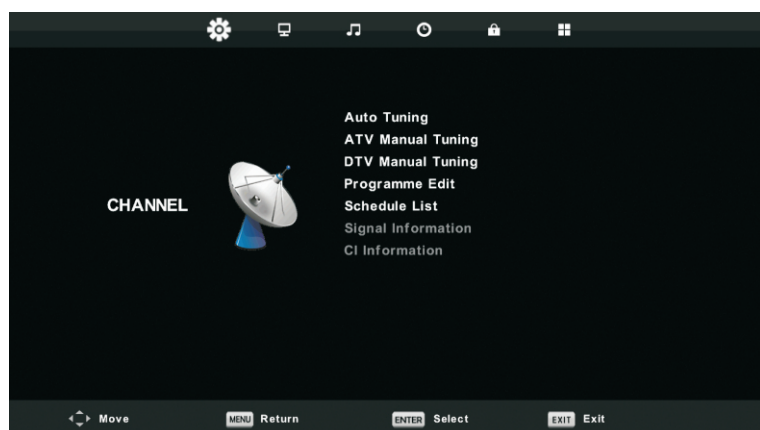 Auto Tuning
ATV Manual Tuning
DTV Manual Tuning
Programme Edit
CHANNEL
Schedule List
Signal Information
CI Information
Move MENU Return ENTER Select EXIT Exit